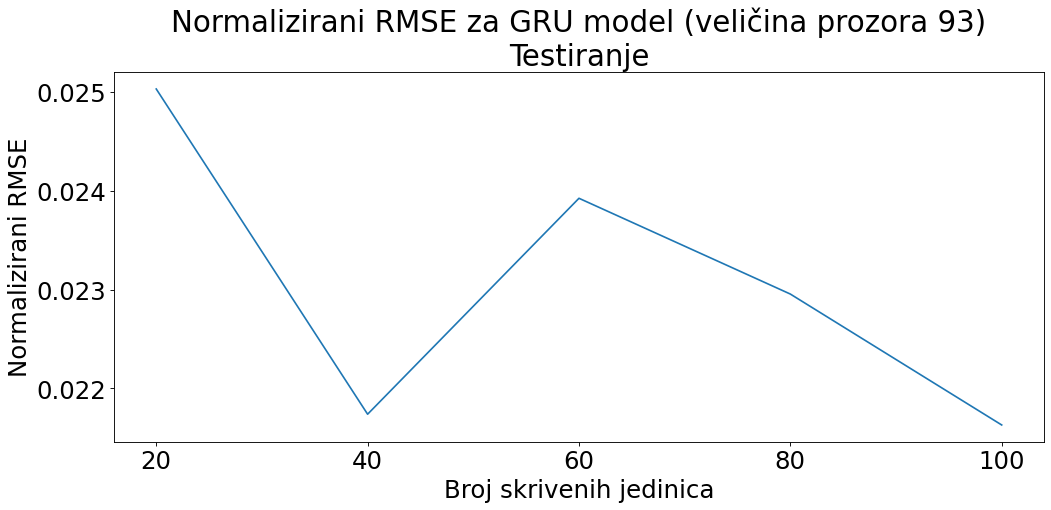 Normalizirani RMSE za GRU model (veličina prozora 93)
Testiranje
0.025
0.024
0.023
0.022
Normalizirani RMSE
20 40 60 80 100
Broj skrivenih jedinica